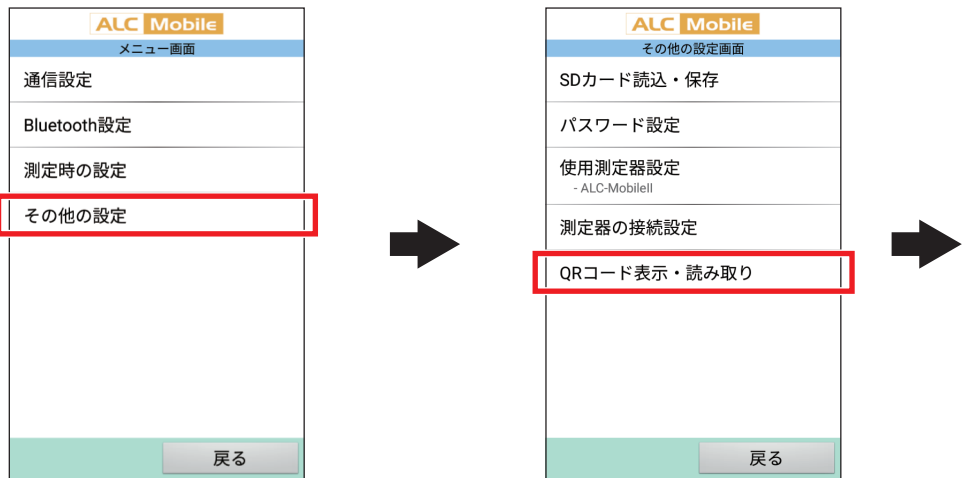 ALC Mobile
メニュー画面
通信設定
Bluetooth設定
測定時の設定
その他の設定
戻る
ALC Mobile
その他の設定画面
SDカード読込・保存
パスワード設定
使用測定器設定
- ALC-MobileII
測定器の接続設定
QRコード表示・読み取り
戻る